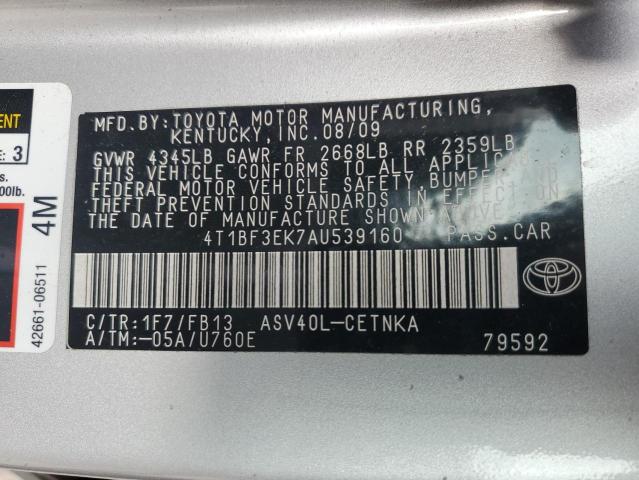 MFD.BY:TOYOTA MOTOR MANUFACTURING,
KENTUCKY, INC.08/09
GVWR 4345LB GAWR FR 2668LB RR 2359LB
THIS VEHICLE CONFORMS TO ALL APPLICABLE
FEDERAL MOTOR VEHICLE SAFETY, BUMPER, AND
THEFT PREVENTION STANDARDS IN EFFECT ON
THE DATE OF MANUFACTURE SHOWN ABOVE.
4T1BF3EK7AU539160 PASS.CAR
C/TR:1F7/FB13 ASV40L-CETNKA
A/TM:-05A/U760E 79592
3
4M
42661-06511